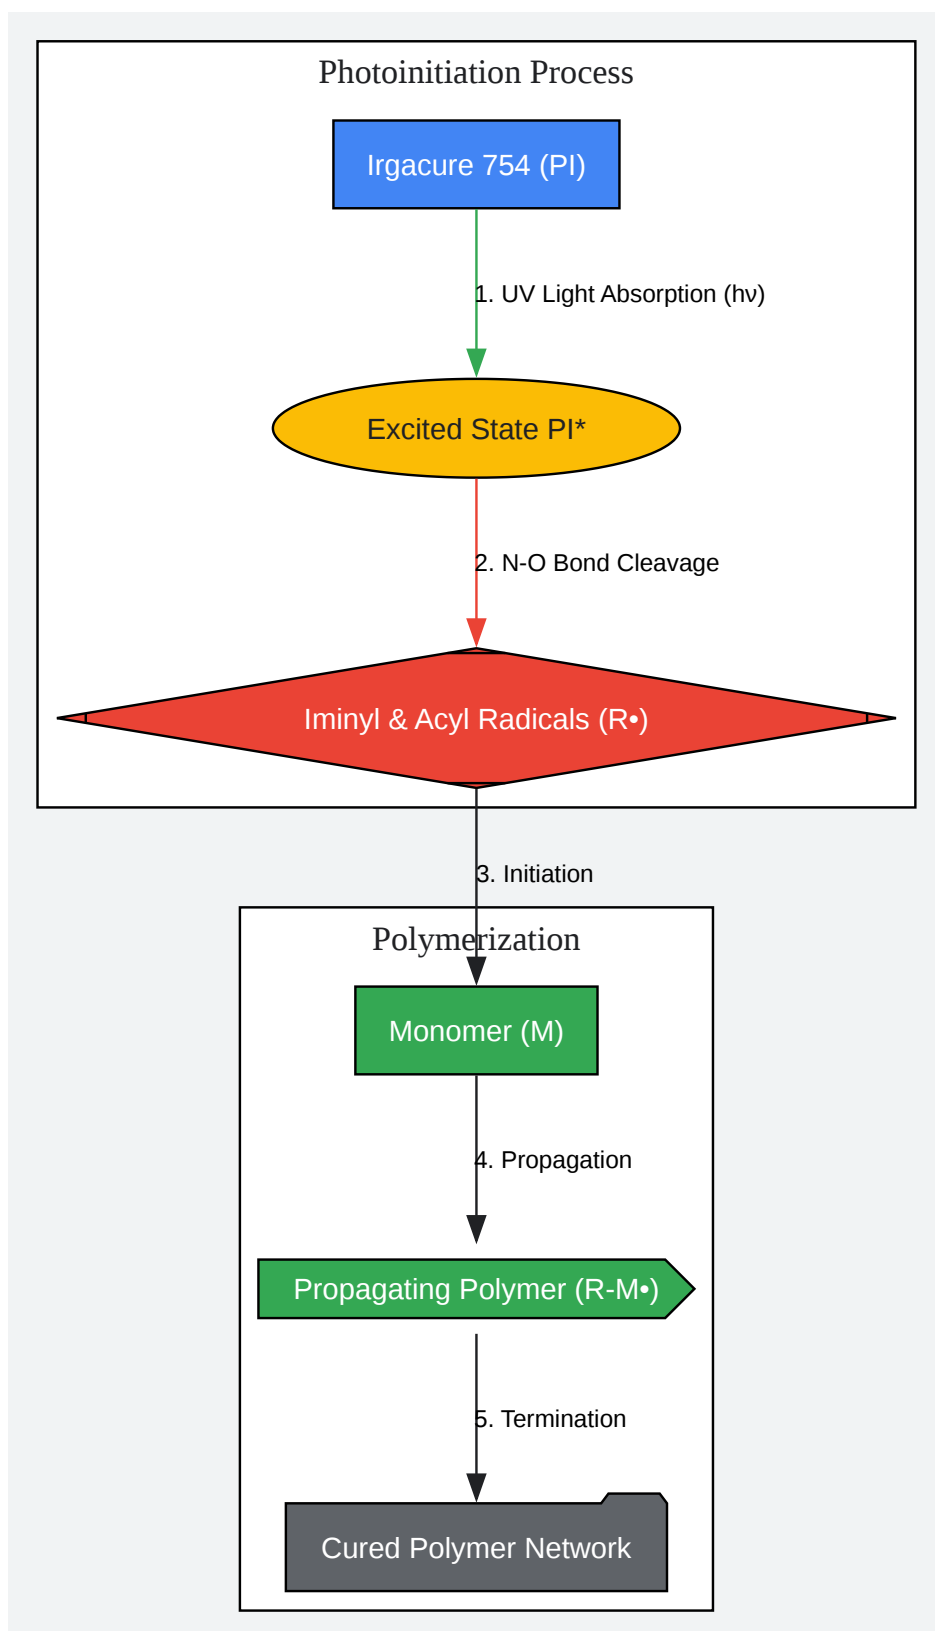 Photoinitiation Process
Irgacure 754 (PI)
1. UV Light Absorption (hν)
Excited State PI*
2. N-O Bond Cleavage
Iminyl & Acyl Radicals (R•)
3. Initiation
Polymerization
Monomer (M)
4. Propagation
Propagating Polymer (R-M•)
5. Termination
Cured Polymer Network